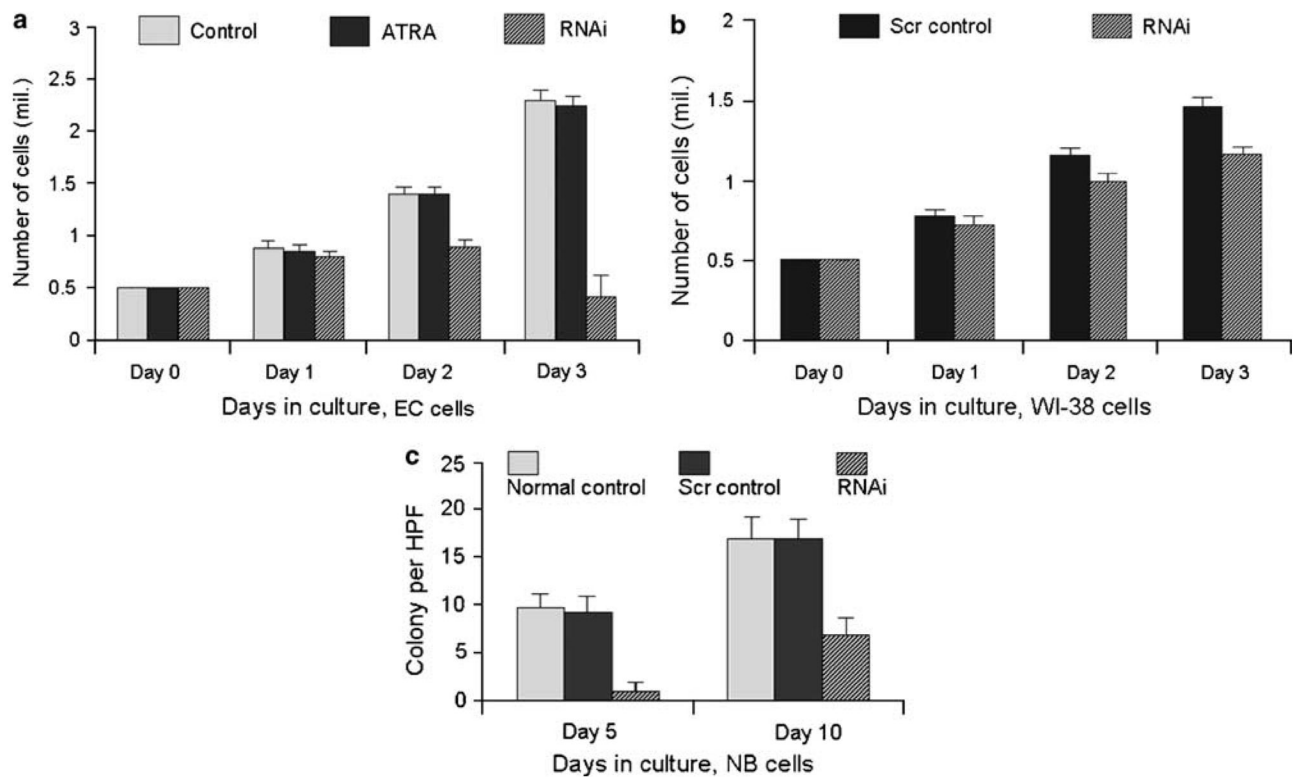 a
Control ATRA RNAi
Number of cells (mil.)
3
2.5
2
1.5
1
0.5
0
Day 0 Day 1 Day 2 Day 3
Days in culture, EC cells
b
Scr control RNAi
Number of cells (mil.)
2
1.5
1
0.5
0
Day 0 Day 1 Day 2 Day 3
Days in culture, WI-38 cells
c
Normal control Scr control RNAi
Colony per HPF
25
20
15
10
5
0
Day 5 Day 10
Days in culture, NB cells